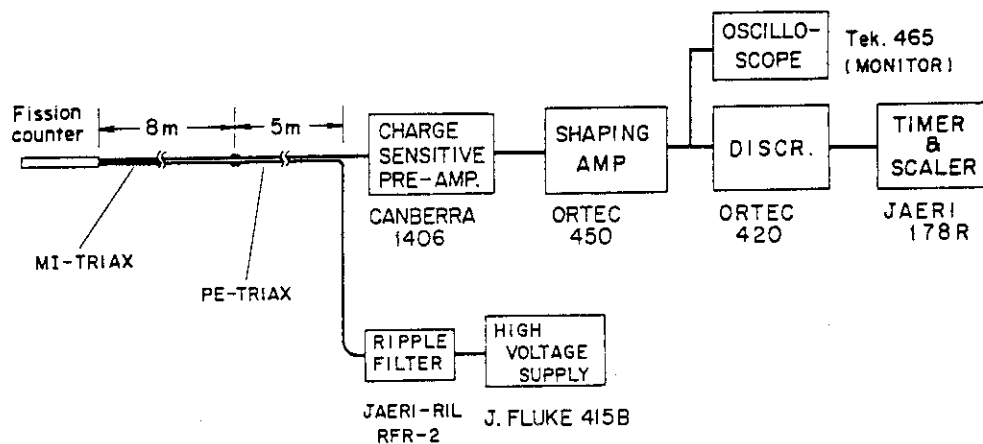 Fission
counter
8m
5m
MI-TRIAX
PE-TRIAX
CHARGE
SENSITIVE
PRE-AMP.
CANBERRA
1406
SHAPING
AMP
ORTEC
450
OSCILLO-
SCOPE
Tek. 465
(MONITOR)
DISCR.
ORTEC
420
TIMER
&
SCALER
JAERI
178R
RIPPLE
FILTER
JAERI-RIL
RFR-2
HIGH
VOLTAGE
SUPPLY
J. FLUKE 415B